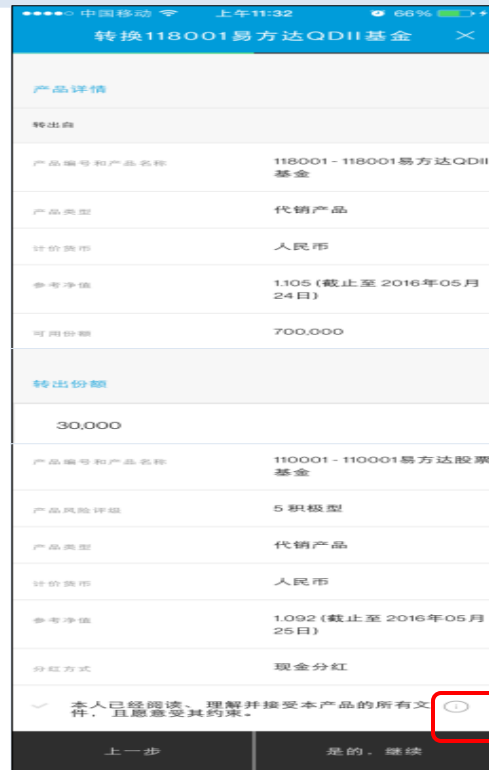 中国移动 上午11:32 66%
转换118001易方达QDII基金
产品详情
转出自
产品编号和产品名称 118001 - 118001易方达QDII
基金
产品类型 代销产品
计价货币 人民币
参考净值 1.105 (截止至 2016年05月
24日)
可用份额 700,000
转出份额
30,000
产品编号和产品名称 110001 - 110001易方达股票
基金
产品风险评级 5 积极型
产品类型 代销产品
计价货币 人民币
参考净值 1.092 (截止至 2016年05月
25日)
分红方式 现金分红
本人已经阅读、理解并接受本产品的所有文
件，且愿意受其约束。
上一步 是的，继续